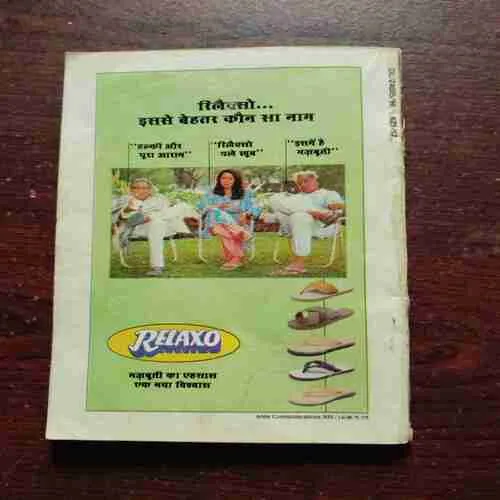 रिलैक्सो...
इससे बेहतर कौन सा नाम
"हल्की और
पूरा आराम"
"रिलैक्सो
चले खूब"
"इसमें है
मज़बूती"
RELAXO
मज़बूती का एहसास
एक नया विश्वास